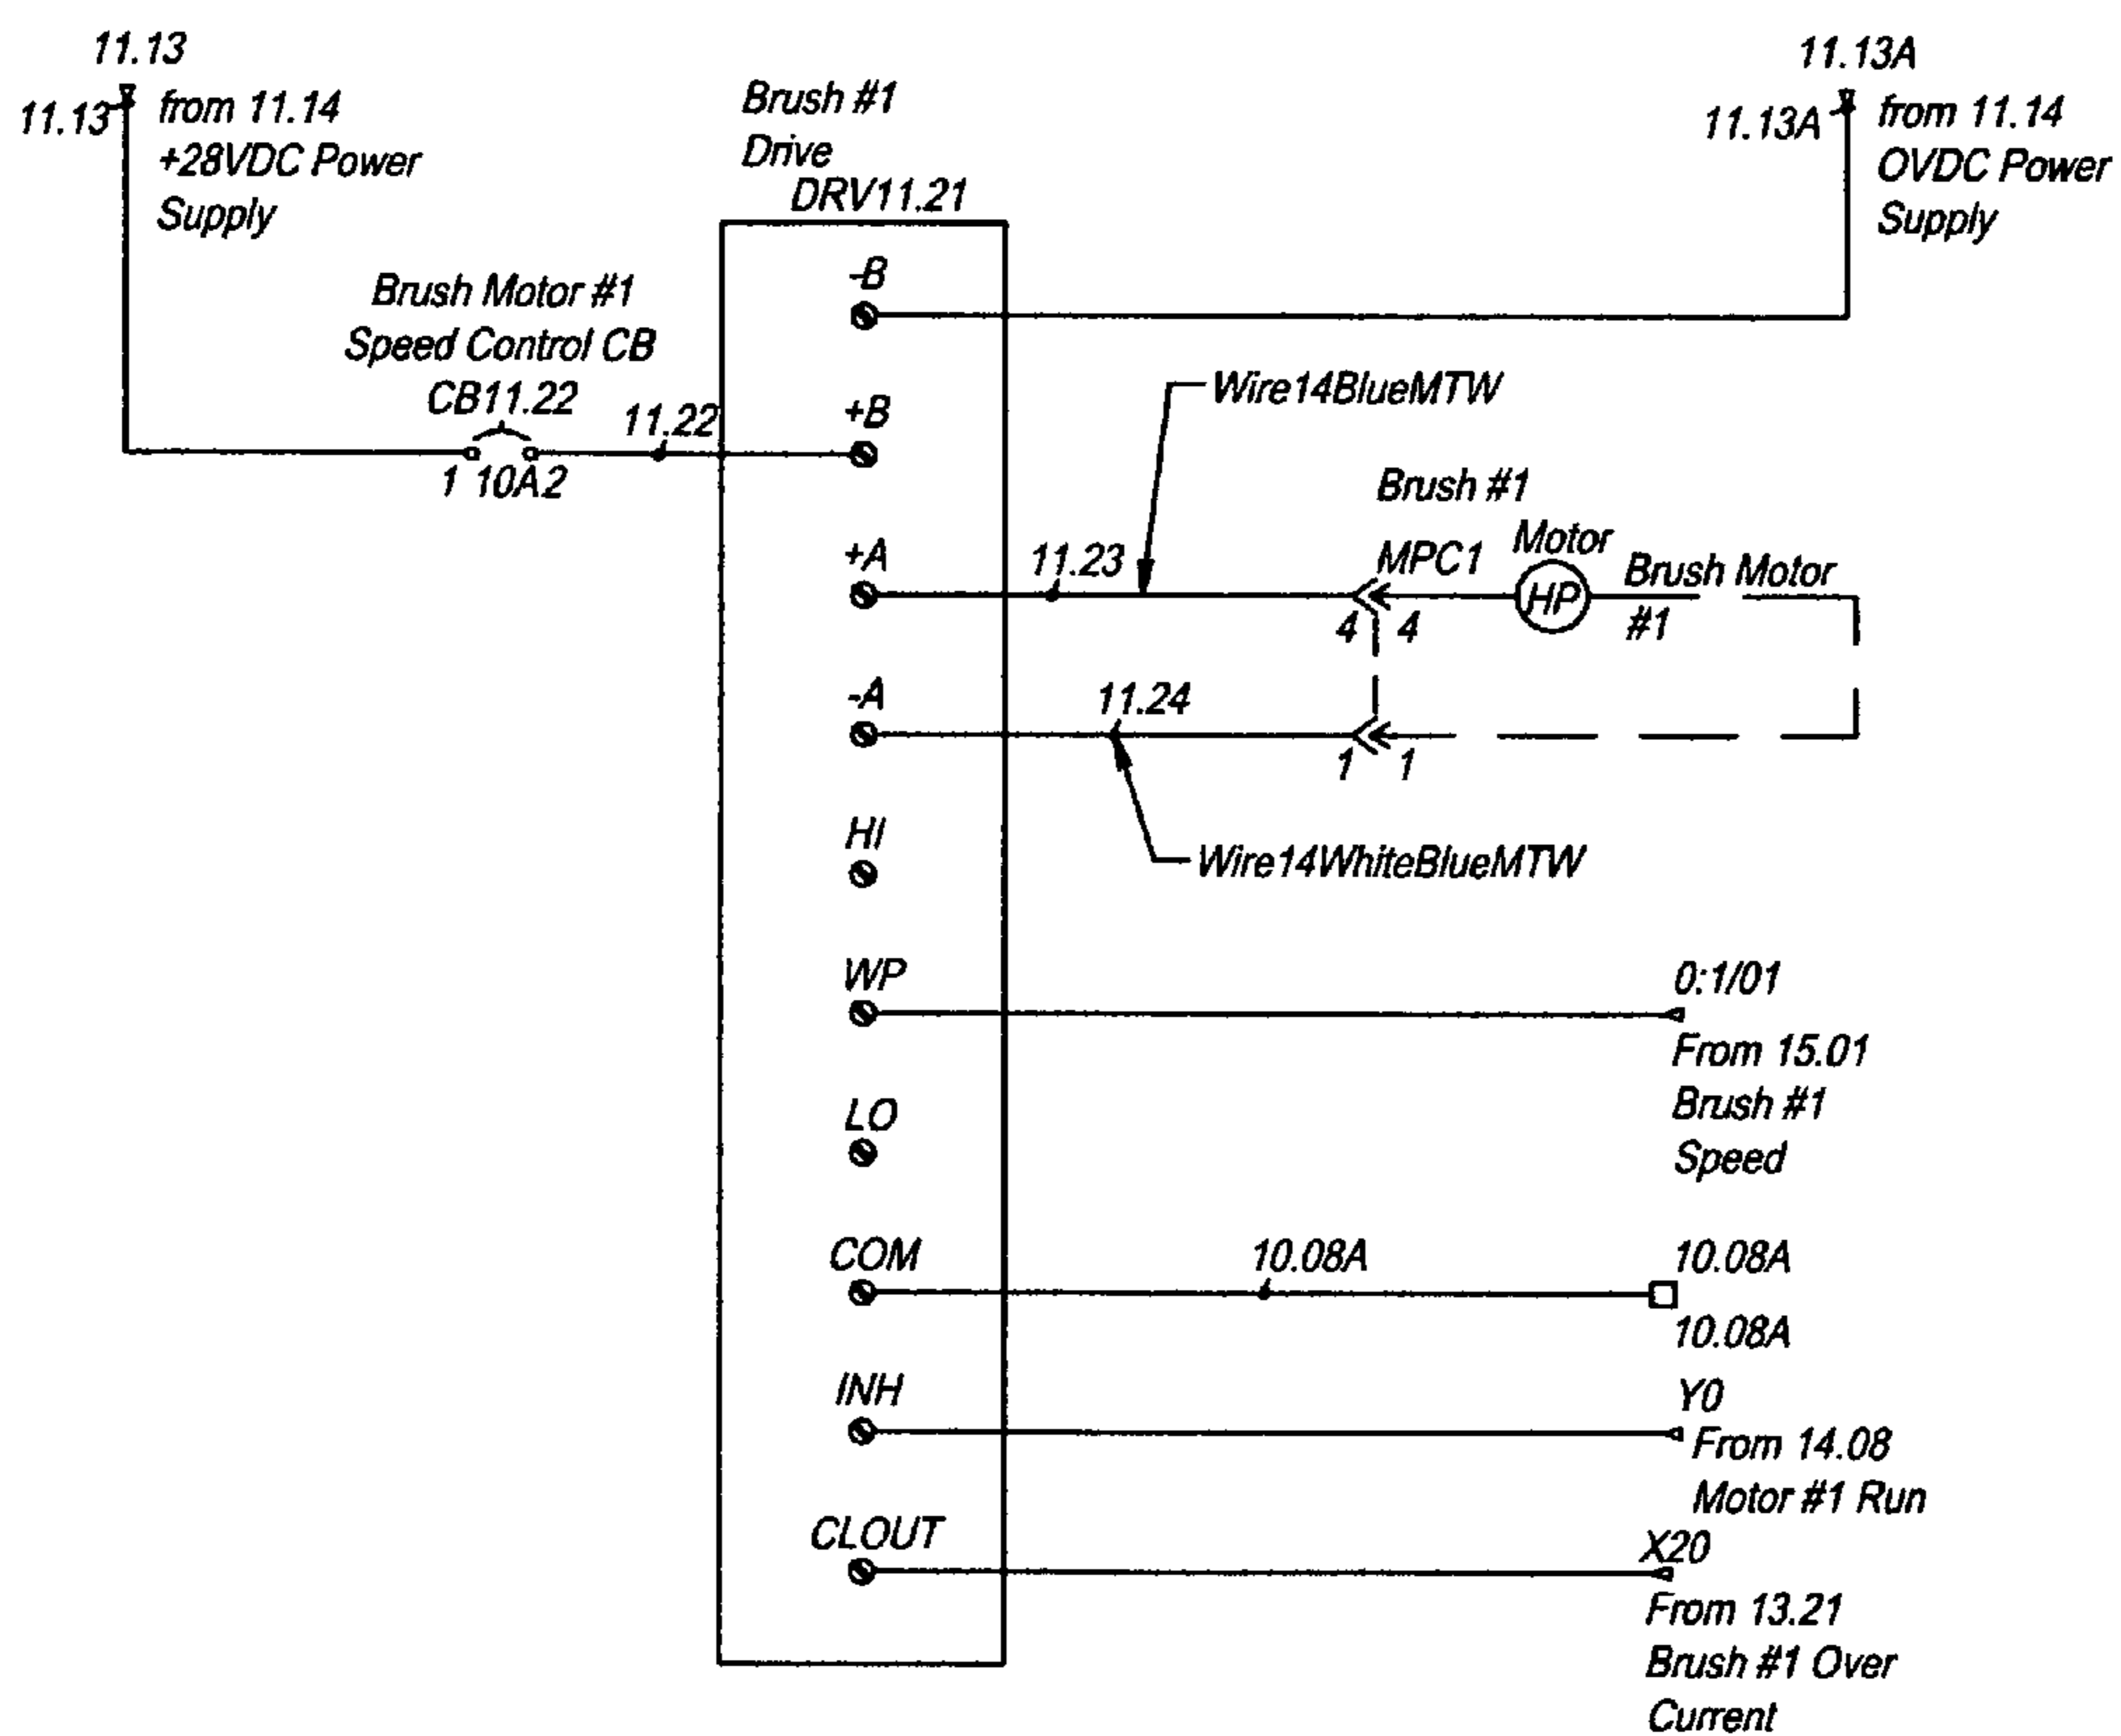 11.13
11.13
from 11.14
+28VDC Power
Supply
Brush #1
Drive
DRV11.21
11.13A
11.13A
from 11.14
OVDC Power
Supply
-B
Brush Motor #1
Speed Control CB
CB11.22
1 10A2
11.22
+B
Wire14BlueMTW
+A
11.23
Brush #1
MPC1
Motor
HP
Brush Motor
#1
4 4
-A
11.24
1 1
Wire14WhiteBlueMTW
HI
WP
0:1/01
From 15.01
Brush #1
Speed
LO
COM
10.08A
10.08A
10.08A
INH
Y0
From 14.08
Motor #1 Run
CLOUT
X20
From 13.21
Brush #1 Over
Current